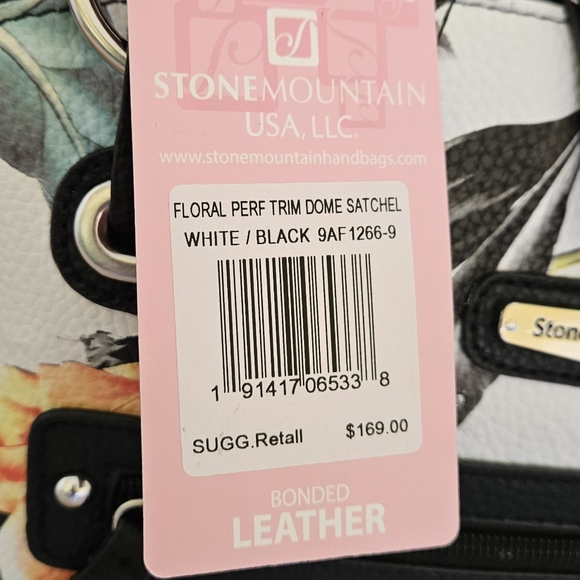 STONEMOUNTAIN
USA, LLC.
www.stonemountainhandbags.com
FLORAL PERF TRIM DOME SATCHEL
WHITE / BLACK 9AF1266-9
1 91417 06533 8
SUGG.Retail $169.00
BONDED
LEATHER
Ston